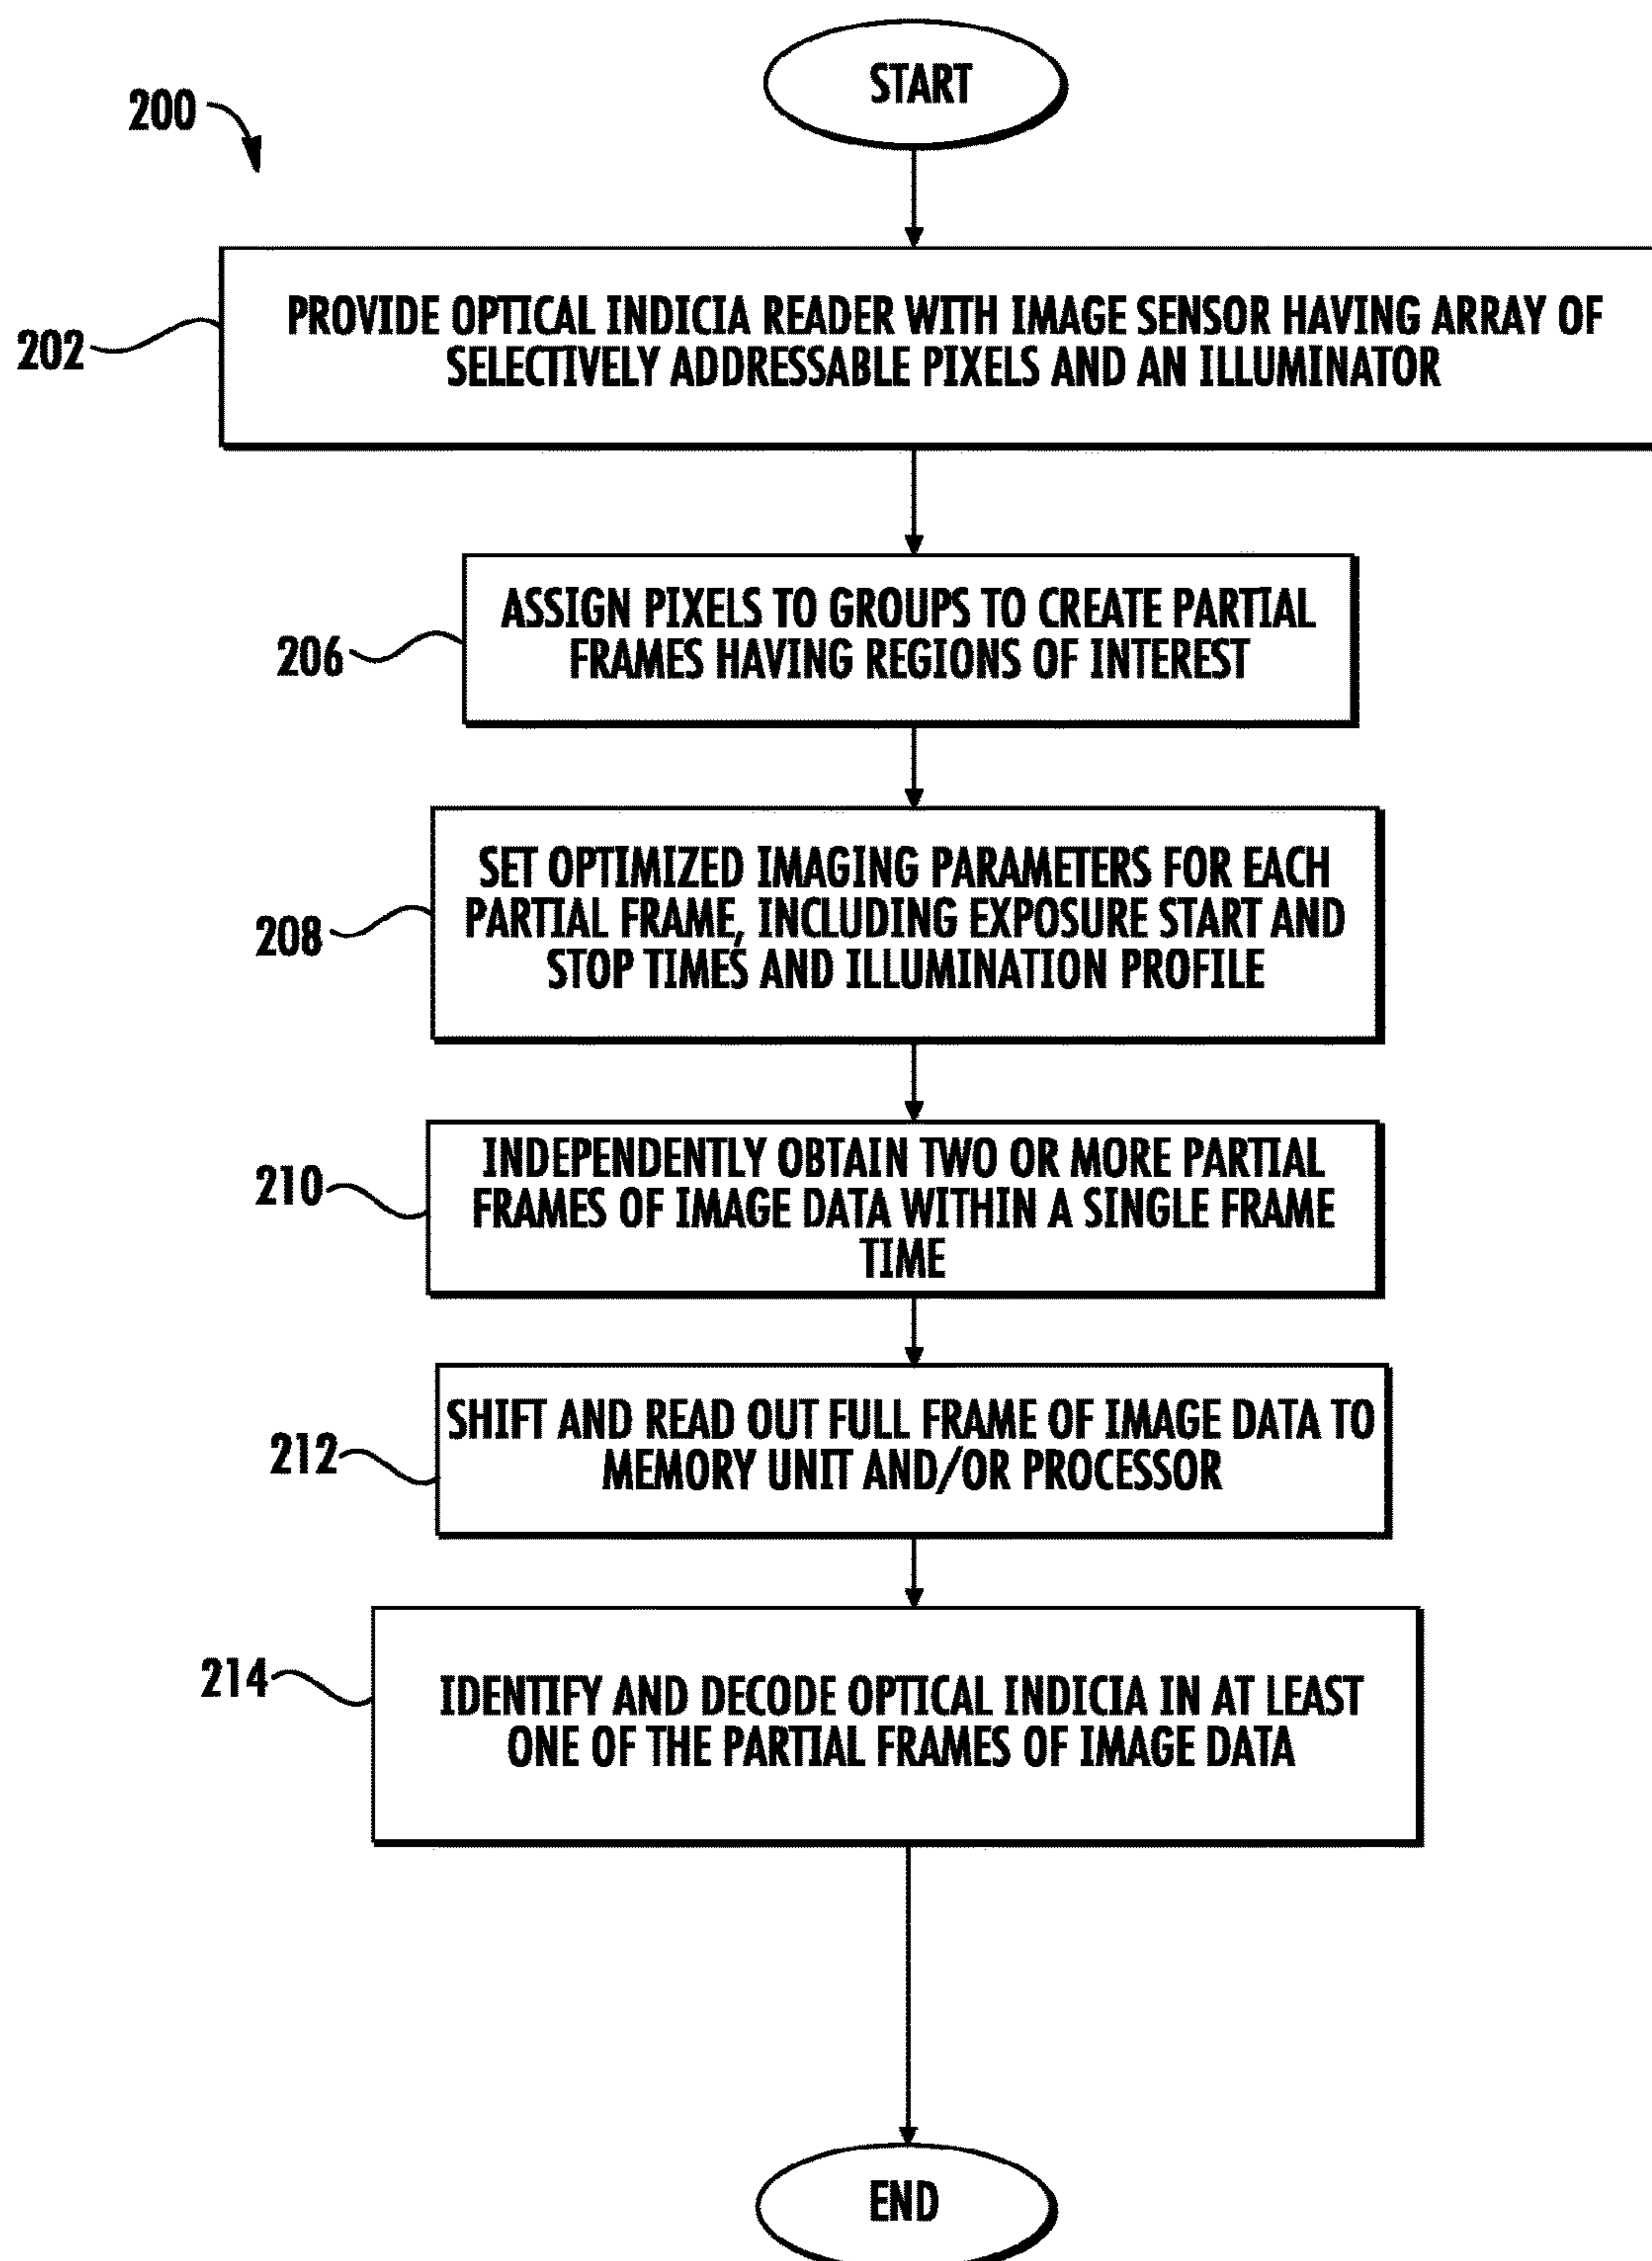 START
200
PROVIDE OPTICAL INDICIA READER WITH IMAGE SENSOR HAVING ARRAY OF
SELECTIVELY ADDRESSABLE PIXELS AND AN ILLUMINATOR
202
ASSIGN PIXELS TO GROUPS TO CREATE PARTIAL
FRAMES HAVING REGIONS OF INTEREST
206
SET OPTIMIZED IMAGING PARAMETERS FOR EACH
PARTIAL FRAME, INCLUDING EXPOSURE START AND
STOP TIMES AND ILLUMINATION PROFILE
208
INDEPENDENTLY OBTAIN TWO OR MORE PARTIAL
FRAMES OF IMAGE DATA WITHIN A SINGLE FRAME
TIME
210
SHIFT AND READ OUT FULL FRAME OF IMAGE DATA TO
MEMORY UNIT AND/OR PROCESSOR
212
IDENTIFY AND DECODE OPTICAL INDICIA IN AT LEAST
ONE OF THE PARTIAL FRAMES OF IMAGE DATA
214
END